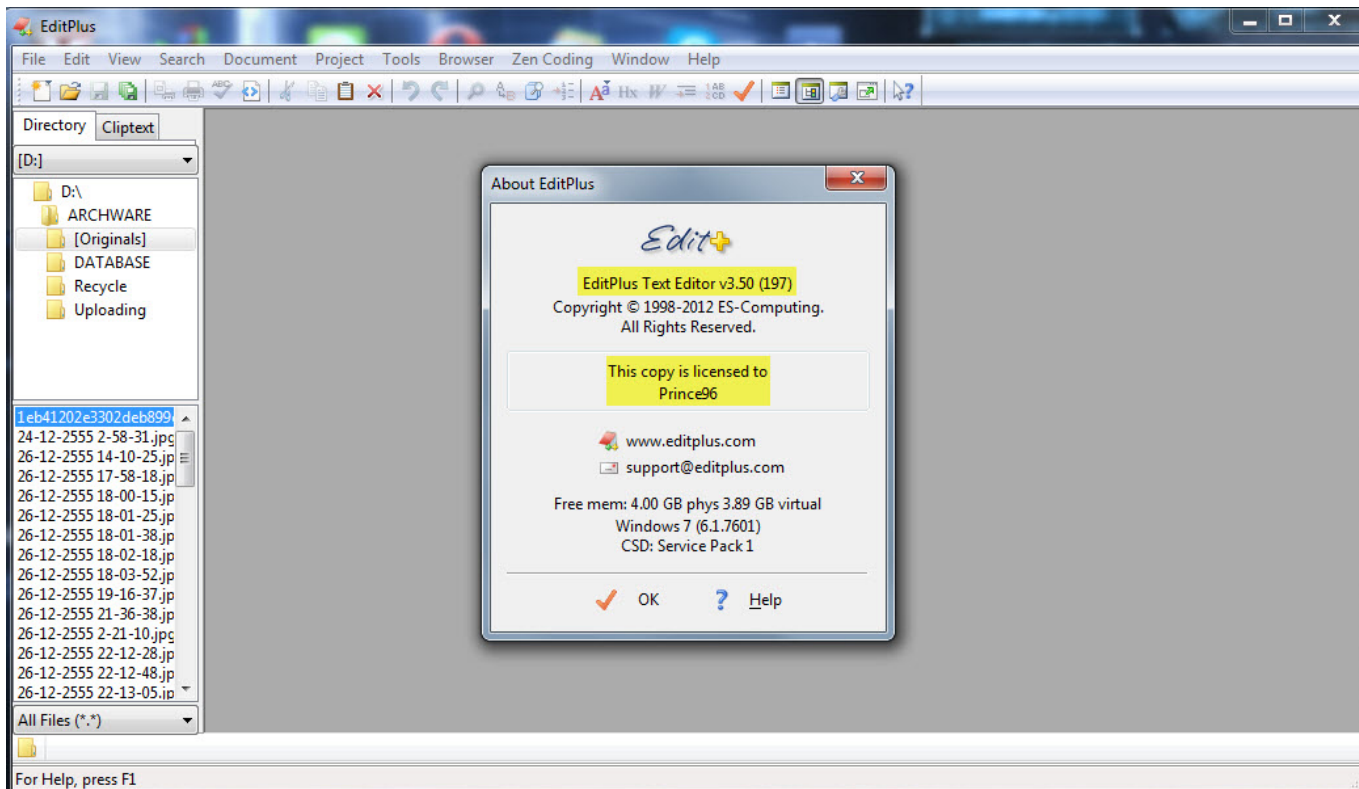 EditPlus
File Edit View Search Document Project Tools Browser Zen Coding Window Help
Directory Cliptext
[D:]
D:\
ARCHWARE
[Originals]
DATABASE
Recycle
Uploading
1eb41202e3302deb899
24-12-2555 2-58-31.jpg
26-12-2555 14-10-25.jp
26-12-2555 17-58-18.jp
26-12-2555 18-00-15.jp
26-12-2555 18-01-25.jp
26-12-2555 18-01-38.jp
26-12-2555 18-02-18.jp
26-12-2555 18-03-52.jp
26-12-2555 19-16-37.jp
26-12-2555 21-36-38.jp
26-12-2555 2-21-10.jpg
26-12-2555 22-12-28.jp
26-12-2555 22-12-48.jp
26-12-2555 22-13-05.jp
All Files (*.*)
About EditPlus
Edit+
EditPlus Text Editor v3.50 (197)
Copyright © 1998-2012 ES-Computing.
All Rights Reserved.
This copy is licensed to
Prince96
www.editplus.com
support@editplus.com
Free mem: 4.00 GB phys 3.89 GB virtual
Windows 7 (6.1.7601)
CSD: Service Pack 1
OK Help
For Help, press F1